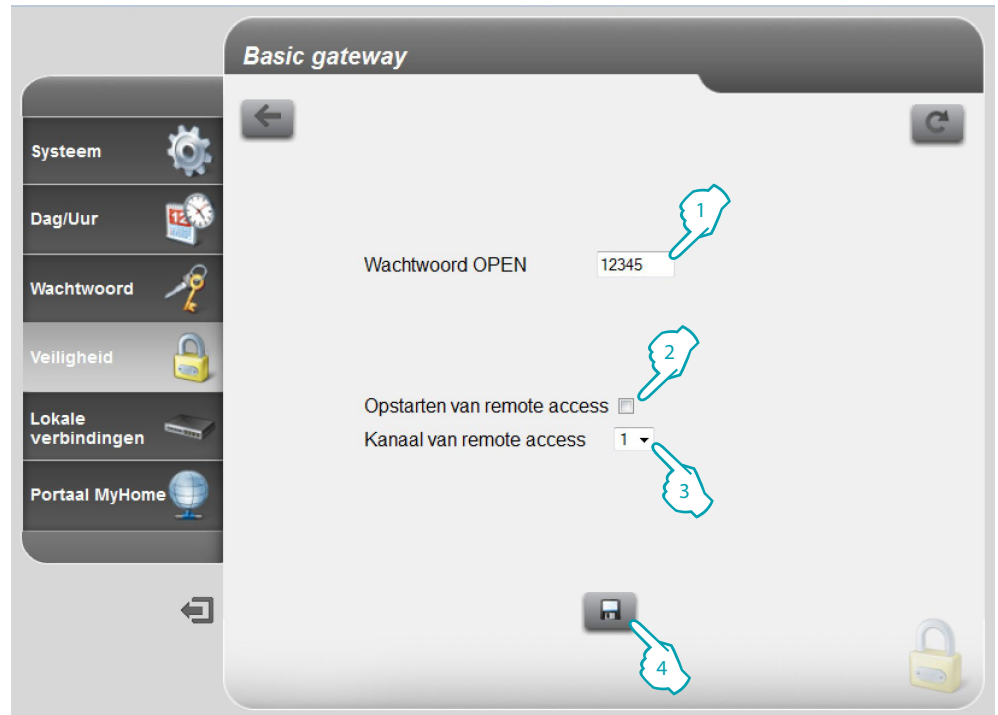 Basic gateway
Systeem
Dag/Uur
12
Wachtwoord
Veiligheid
Lokale
verbindingen
Portaal MyHome
1
Wachtwoord OPEN 12345
2
Opstarten van remote access
Kanaal van remote access 1
3
4